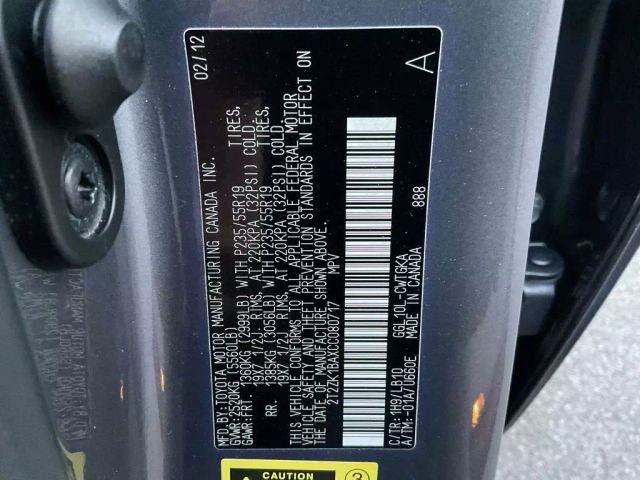 MFD.BY:TOYOTA MOTOR MANUFACTURING CANADA INC. 02/12
GVWR:2520KG(5560LB)
GAWR:FRT. 1360KG(2999LB) WITH P235/55R19 TIRES,
19X7 1/2J RIMS, AT 220KPA(32PSI) COLD
RR. 1385KG(3058LB) WITH P235/55R19 TIRES,
19X7 1/2J RIMS, AT 220KPA(32PSI) COLD
THIS VEHICLE CONFORMS TO ALL APPLICABLE FEDERAL MOTOR
VEHICLE SAFETY AND THEFT PREVENTION STANDARDS IN EFFECT ON
THE DATE OF MANUFACTURE SHOWN ABOVE.
2T2ZK1BAXCC080717 MPV
888
C/TR:1H9/LB10 GGL10L-CWTGKA
A/TM:-01A/U660E MADE IN CANADA
A
CAUTION
3